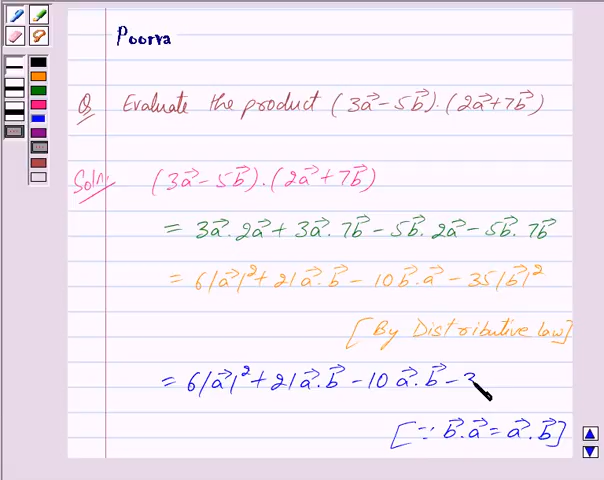 Poorva
Q Evaluate the product (3a⃗ - 5b⃗).(2a⃗ + 7b⃗)
Soln: (3a⃗ - 5b⃗).(2a⃗ + 7b⃗)
= 3a⃗.2a⃗ + 3a⃗.7b⃗ - 5b⃗.2a⃗ - 5b⃗.7b⃗
= 6|a⃗|² + 21a⃗.b⃗ - 10b⃗.a⃗ - 35|b⃗|²
[By Distributive law]
= 6|a⃗|² + 21a⃗.b⃗ - 10a⃗.b⃗ - 3
[∵ b⃗.a⃗ = a⃗.b⃗]